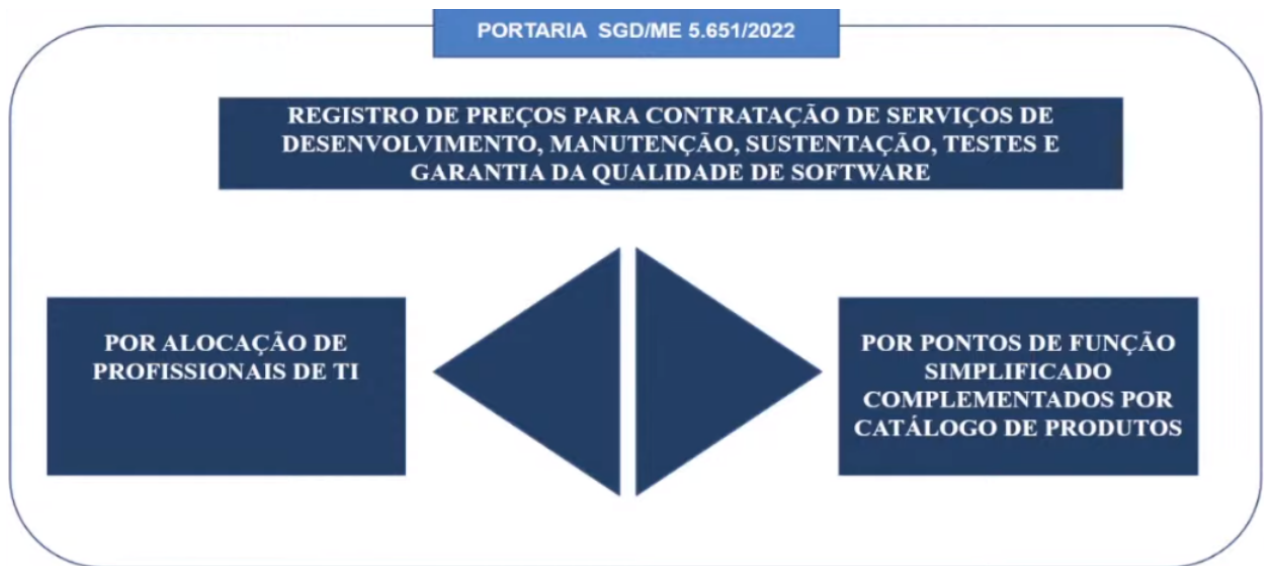 PORTARIA SGD/ME 5.651/2022
REGISTRO DE PREÇOS PARA CONTRATAÇÃO DE SERVIÇOS DE
DESENVOLVIMENTO, MANUTENÇÃO, SUSTENTAÇÃO, TESTES E
GARANTIA DA QUALIDADE DE SOFTWARE
POR ALOCAÇÃO DE
PROFISSIONAIS DE TI
POR PONTOS DE FUNÇÃO
SIMPLIFICADO
COMPLEMENTADOS POR
CATÁLOGO DE PRODUTOS